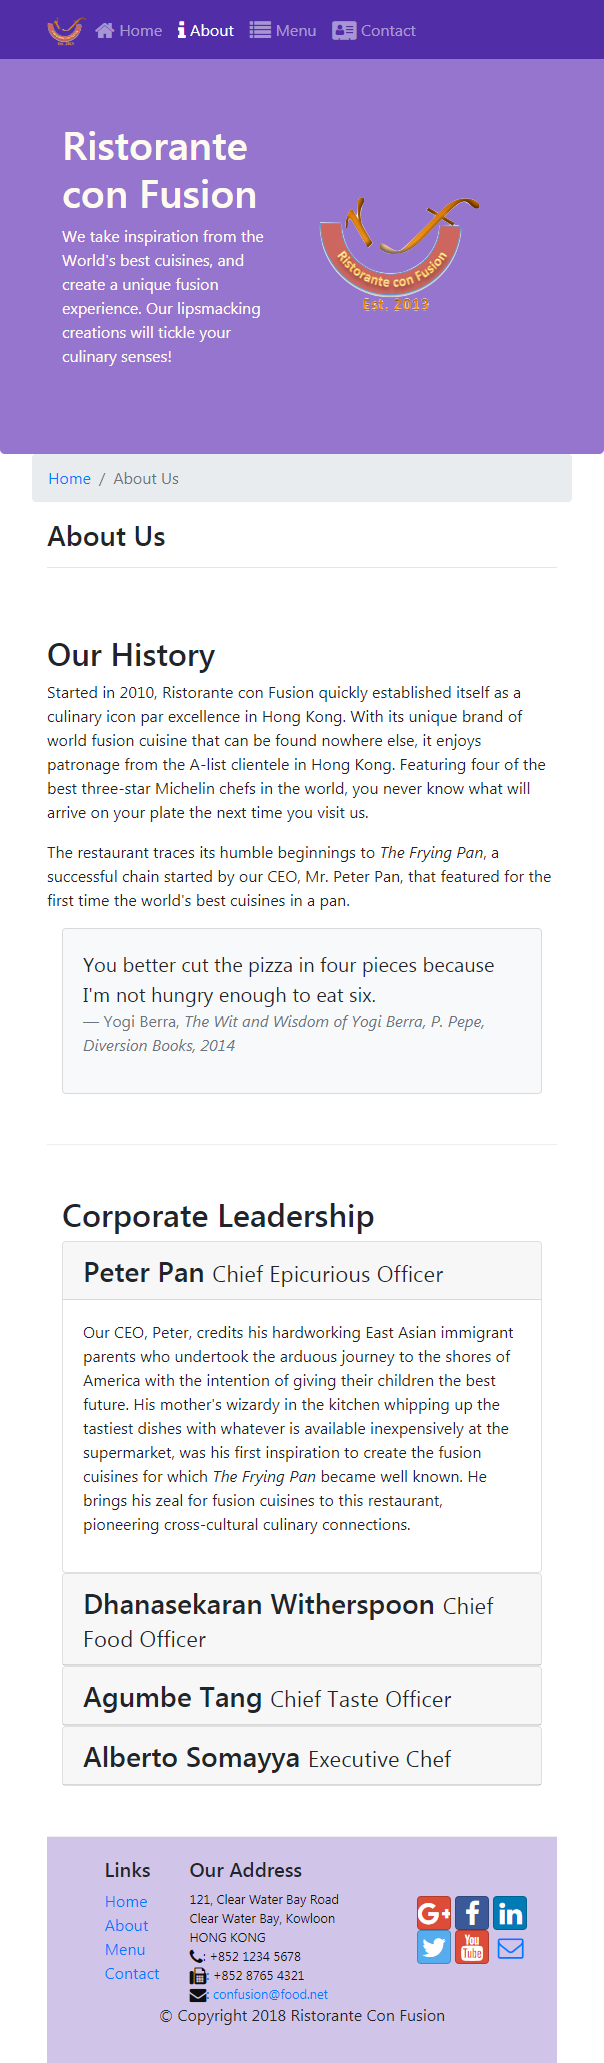 Home About Menu Contact
Ristorante
con Fusion
We take inspiration from the
World's best cuisines, and
create a unique fusion
experience. Our lipsmacking
creations will tickle your
culinary senses!
Ristorante con Fusion
Est. 2013
Home / About Us
About Us
Our History
Started in 2010, Ristorante con Fusion quickly established itself as a
culinary icon par excellence in Hong Kong. With its unique brand of
world fusion cuisine that can be found nowhere else, it enjoys
patronage from the A-list clientele in Hong Kong. Featuring four of the
best three-star Michelin chefs in the world, you never know what will
arrive on your plate the next time you visit us.
The restaurant traces its humble beginnings to The Frying Pan, a
successful chain started by our CEO, Mr. Peter Pan, that featured for the
first time the world's best cuisines in a pan.
You better cut the pizza in four pieces because
I'm not hungry enough to eat six.
— Yogi Berra, The Wit and Wisdom of Yogi Berra, P. Pepe,
Diversion Books, 2014
Corporate Leadership
Peter Pan Chief Epicurious Officer
Our CEO, Peter, credits his hardworking East Asian immigrant
parents who undertook the arduous journey to the shores of
America with the intention of giving their children the best
future. His mother's wizardy in the kitchen whipping up the
tastiest dishes with whatever is available inexpensively at the
supermarket, was his first inspiration to create the fusion
cuisines for which The Frying Pan became well known. He
brings his zeal for fusion cuisines to this restaurant,
pioneering cross-cultural culinary connections.
Dhanasekaran Witherspoon Chief
Food Officer
Agumbe Tang Chief Taste Officer
Alberto Somayya Executive Chef
Links
Home
About
Menu
Contact
Our Address
121, Clear Water Bay Road
Clear Water Bay, Kowloon
HONG KONG
: +852 1234 5678
: +852 8765 4321
: confusion@food.net
G+ f in
You Tube
© Copyright 2018 Ristorante Con Fusion